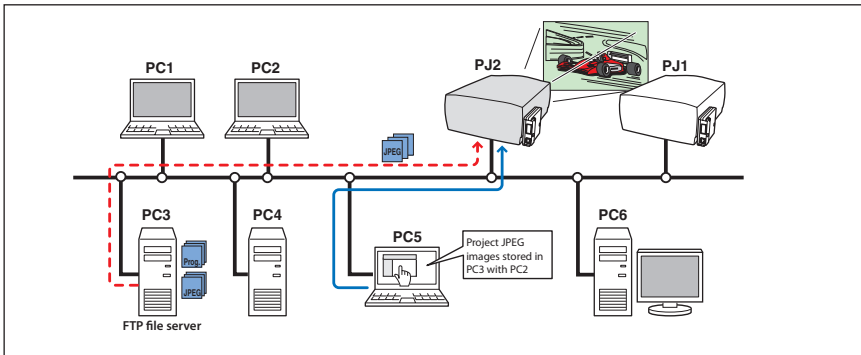 PC1
PC2
PJ2
PJ1
JPEG
PC3
PC4
PC5
PC6
Prog.
JPEG
Project JPEG
images stored in
PC3 with PC2
FTP file server